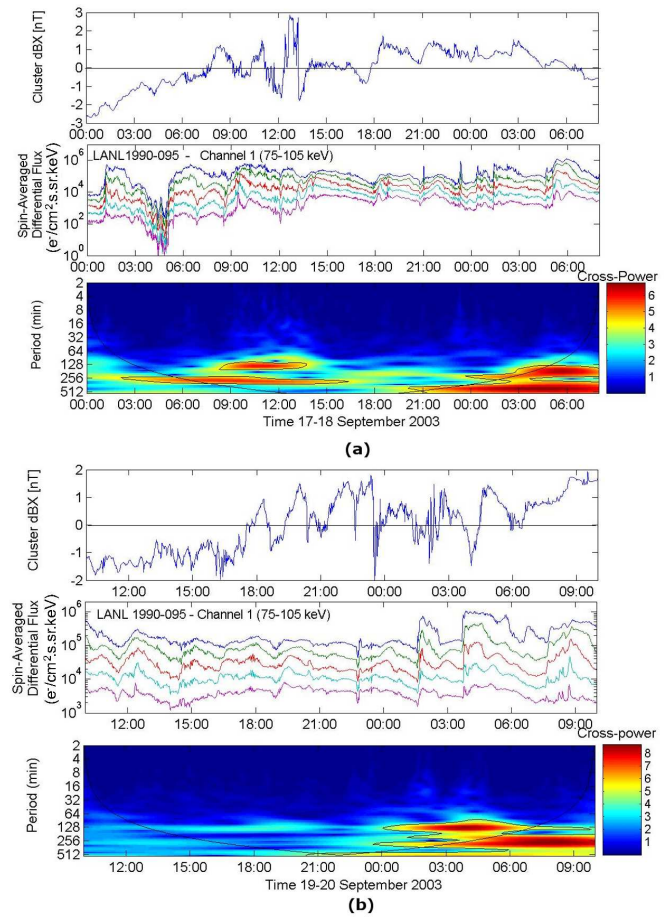 Cluster dBX [nT]
3
2
1
0
-1
-2
-3
00:00 03:00 06:00 09:00 12:00 15:00 18:00 21:00 00:00 03:00 06:00
Spin-Averaged
Differential Flux
(e⁻/cm².s.sr.keV)
LANL1990-095 - Channel 1 (75-105 keV)
10⁶
10⁴
10²
10⁰
00:00 03:00 06:00 09:00 12:00 15:00 18:00 21:00 00:00 03:00 06:00
Cross-Power
Period (min)
2
4
8
16
32
64
128
256
512
6
5
4
3
2
1
00:00 03:00 06:00 09:00 12:00 15:00 18:00 21:00 00:00 03:00 06:00
Time 17-18 September 2003
(a)
Cluster dBX [nT]
2
1
0
-1
-2
12:00 15:00 18:00 21:00 00:00 03:00 06:00 09:00
Spin-Averaged
Differential Flux
(e⁻/cm².s.sr.keV)
LANL 1990-095 - Channel 1 (75-105 keV)
10⁶
10⁵
10⁴
10³
12:00 15:00 18:00 21:00 00:00 03:00 06:00 09:00
Cross-power
Period (min)
2
4
8
16
32
64
128
256
512
8
7
6
5
4
3
2
1
12:00 15:00 18:00 21:00 00:00 03:00 06:00 09:00
Time 19-20 September 2003
(b)